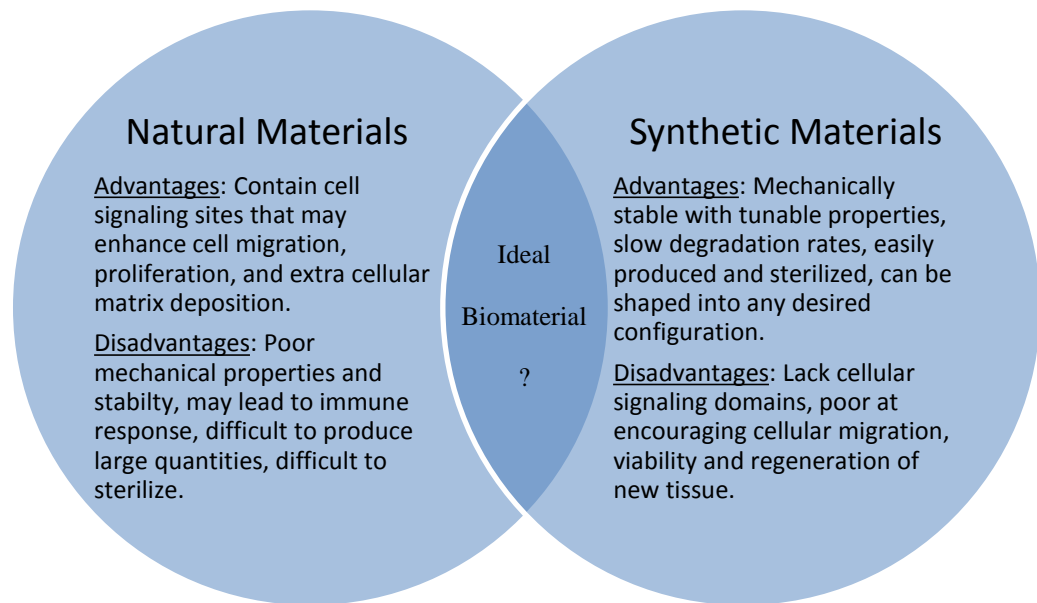 Natural Materials
Advantages: Contain cell
signaling sites that may
enhance cell migration,
proliferation, and extra cellular
matrix deposition.
Disadvantages: Poor
mechanical properties and
stabilty, may lead to immune
response, difficult to produce
large quantities, difficult to
sterilize.
Ideal
Biomaterial
?
Synthetic Materials
Advantages: Mechanically
stable with tunable properties,
slow degradation rates, easily
produced and sterilized, can be
shaped into any desired
configuration.
Disadvantages: Lack cellular
signaling domains, poor at
encouraging cellular migration,
viability and regeneration of
new tissue.